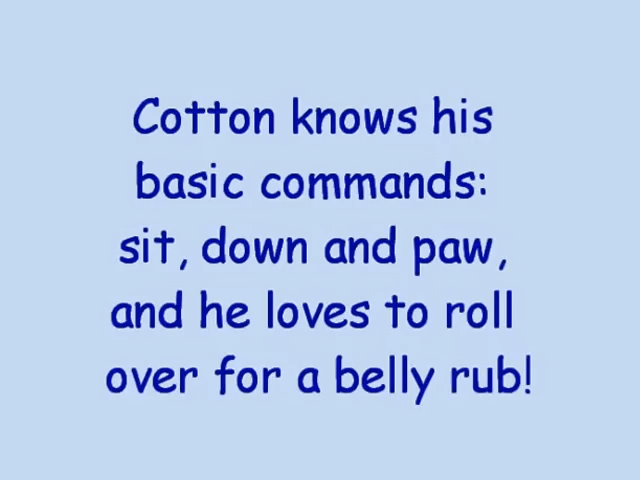 Cotton knows his
basic commands:
sit, down and paw,
and he loves to roll
over for a belly rub!